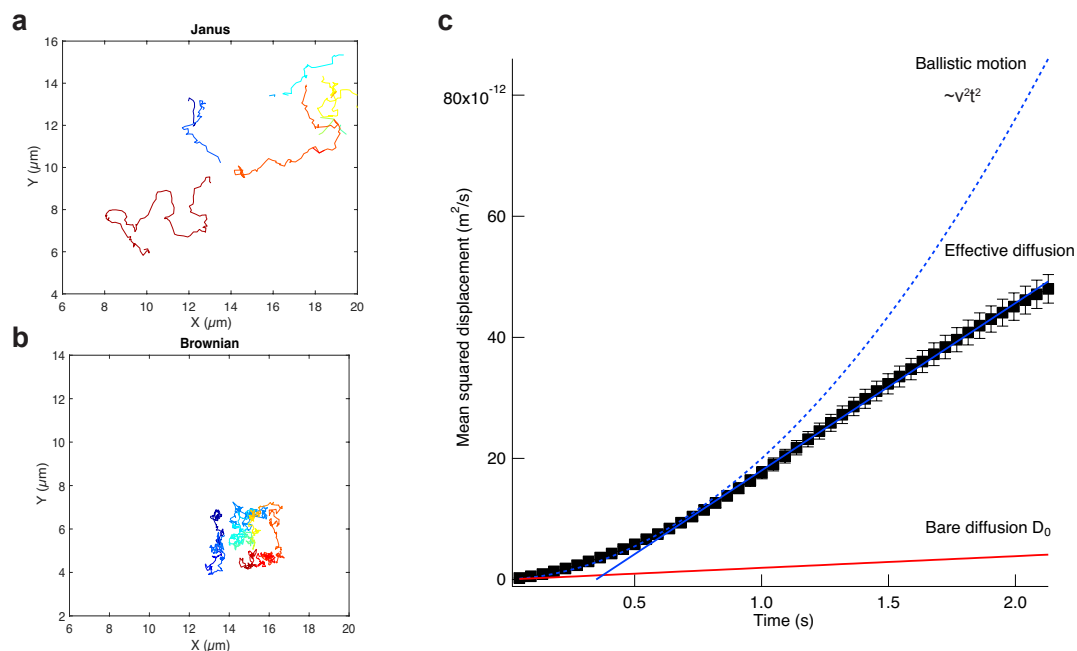 a
Janus
16
14
12
10
8
6
4
Y (µm)
6 8 10 12 14 16 18 20
X (µm)
b
Brownian
14
12
10
8
6
4
2
Y (µm)
6 8 10 12 14 16 18 20
X (µm)
c
Ballistic motion
~v²t²
Effective diffusion
Bare diffusion D₀
80x10⁻¹²
60
40
20
0
Mean squared displacement (m²/s)
0.5 1.0 1.5 2.0
Time (s)